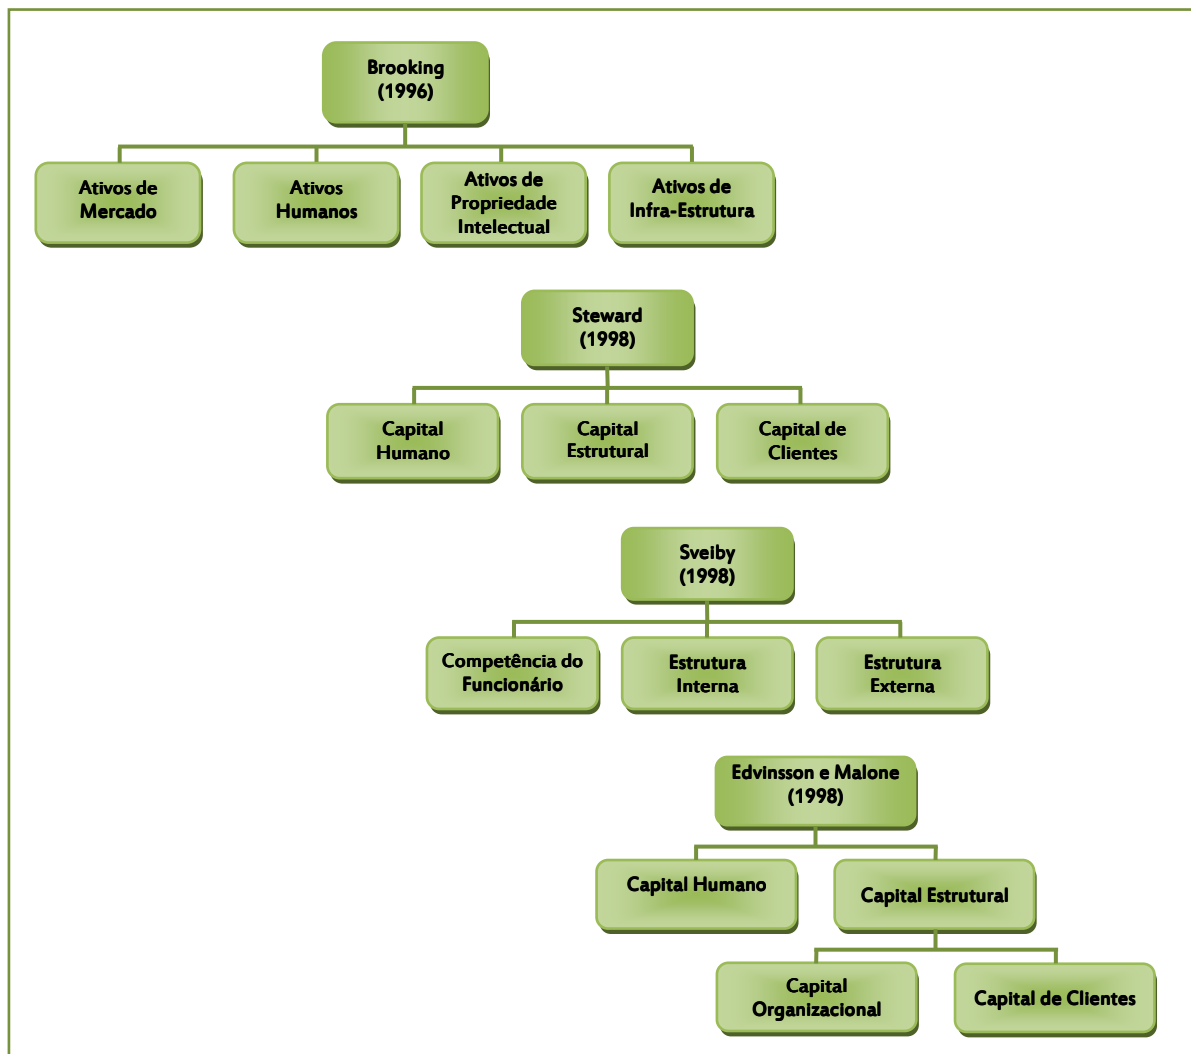 Brooking
(1996)
Ativos de
Mercado
Ativos
Humanos
Ativos de
Propriedade
Intelectual
Ativos de
Infra-Estrutura
Steward
(1998)
Capital
Humano
Capital
Estrutural
Capital de
Clientes
Sveiby
(1998)
Competência do
Funcionário
Estrutura
Interna
Estrutura
Externa
Edvinsson e Malone
(1998)
Capital Humano
Capital Estrutural
Capital
Organizacional
Capital de Clientes